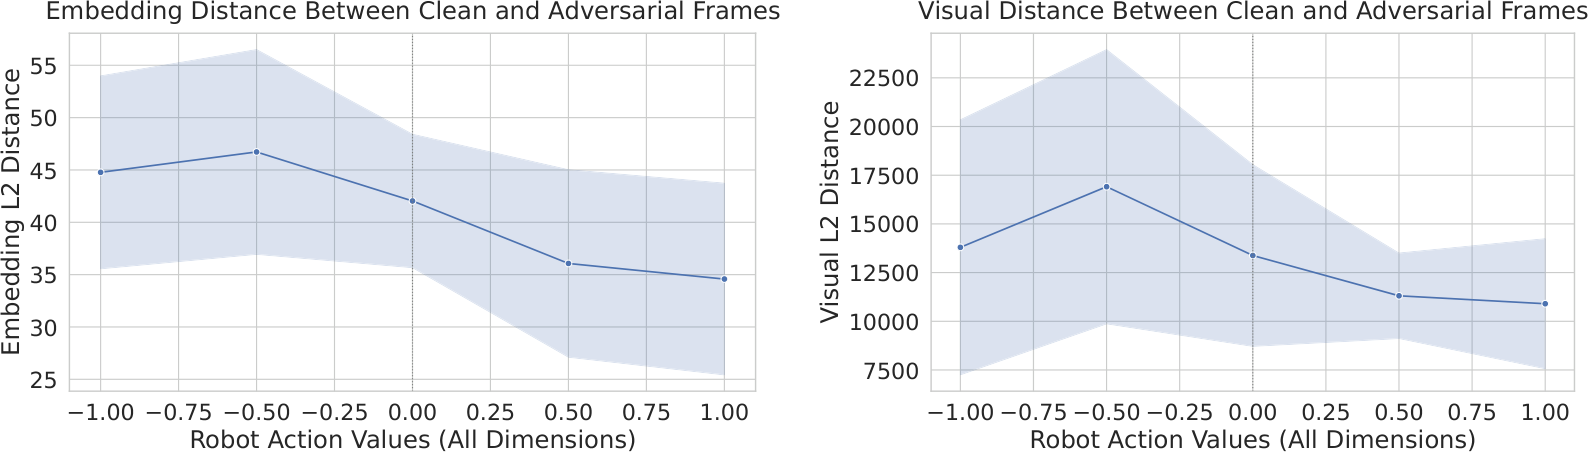 Embedding Distance Between Clean and Adversarial Frames
Embedding L2 Distance
55
50
45
40
35
30
25
−1.00 −0.75 −0.50 −0.25 0.00 0.25 0.50 0.75 1.00
Robot Action Values (All Dimensions)
Visual Distance Between Clean and Adversarial Frames
Visual L2 Distance
22500
20000
17500
15000
12500
10000
7500
−1.00 −0.75 −0.50 −0.25 0.00 0.25 0.50 0.75 1.00
Robot Action Values (All Dimensions)